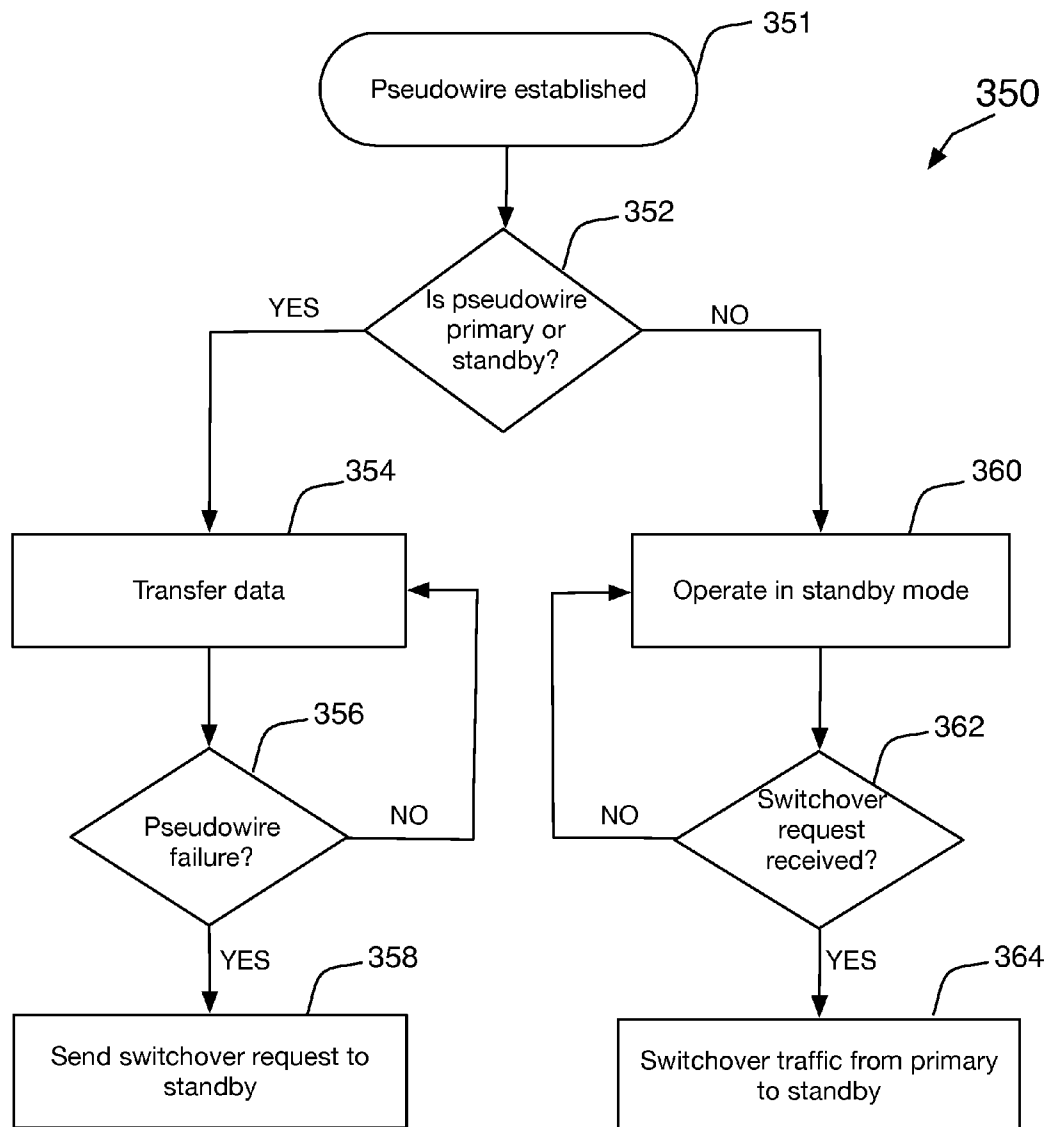 351
Pseudowire established
350
352
Is pseudowire
primary or
standby?
YES
NO
354
360
Transfer data
Operate in standby mode
356
362
Pseudowire
failure?
NO
Switchover
request
received?
NO
YES
358
YES
364
Send switchover request to
standby
Switchover traffic from primary
to standby